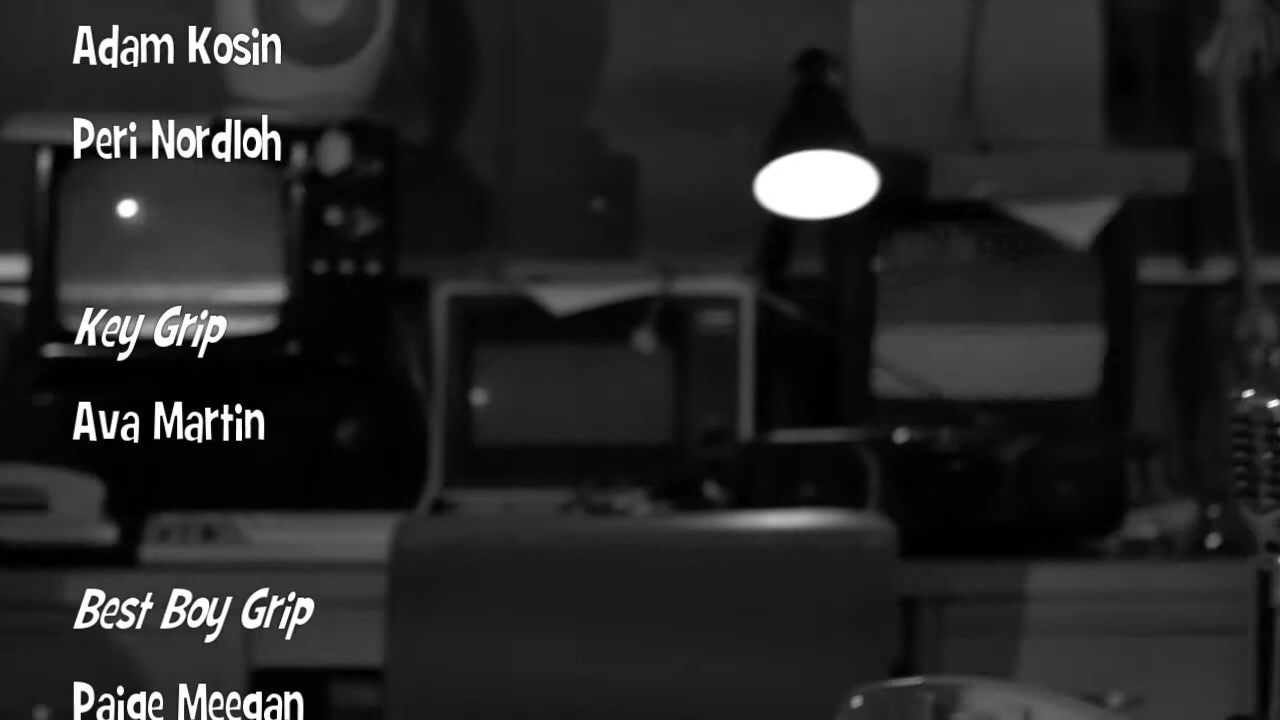 Adam Kosin
Peri Nordloh
Key Grip
Ava Martin
Best Boy Grip
Paige Meegan